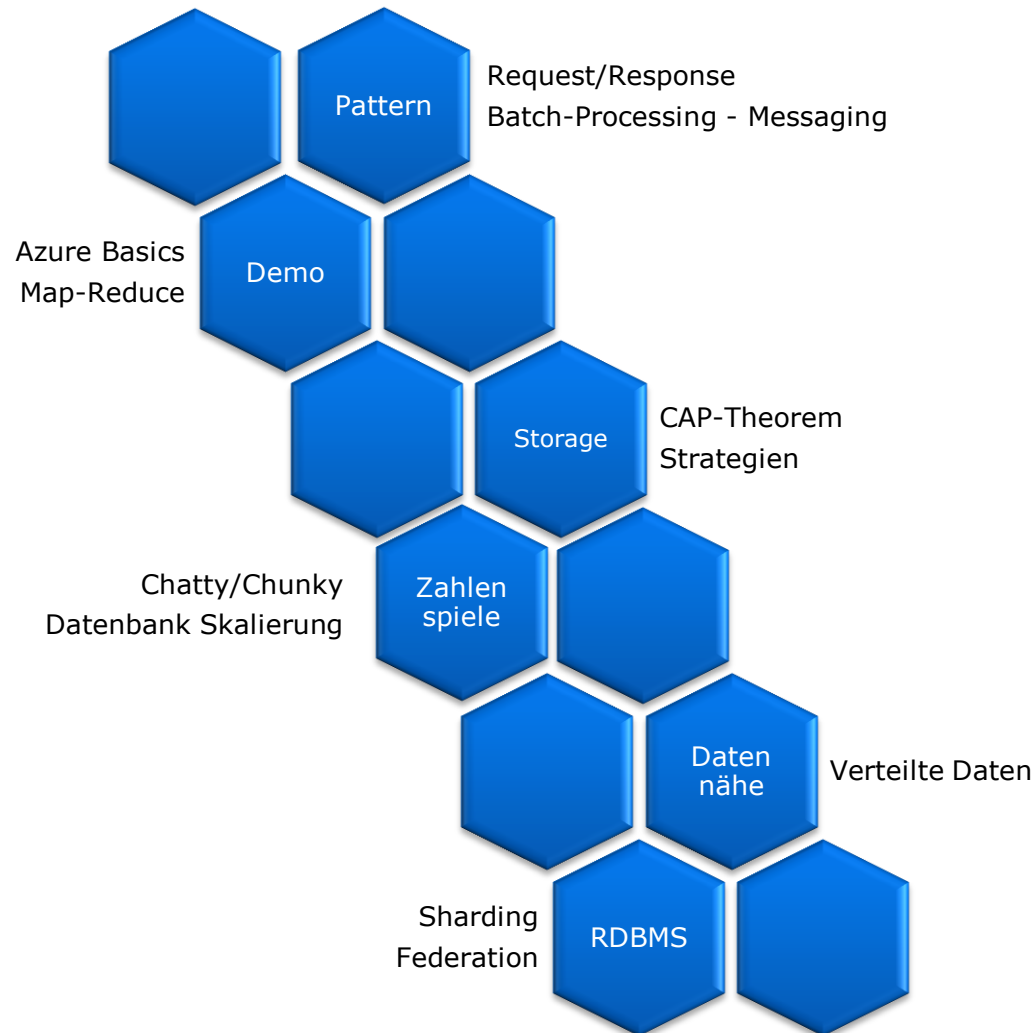 Pattern
Request/Response
Batch-Processing - Messaging
Azure Basics
Map-Reduce
Demo
Storage
CAP-Theorem
Strategien
Chatty/Chunky
Datenbank Skalierung
Zahlen
spiele
Daten
nähe
Verteilte Daten
Sharding
Federation
RDBMS